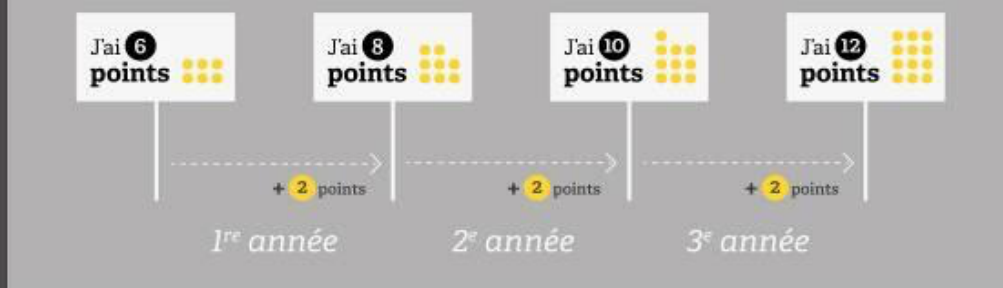 J'ai 6
points
J'ai 8
points
J'ai 10
points
J'ai 12
points
+ 2 points
+ 2 points
+ 2 points
1re année
2e année
3e année